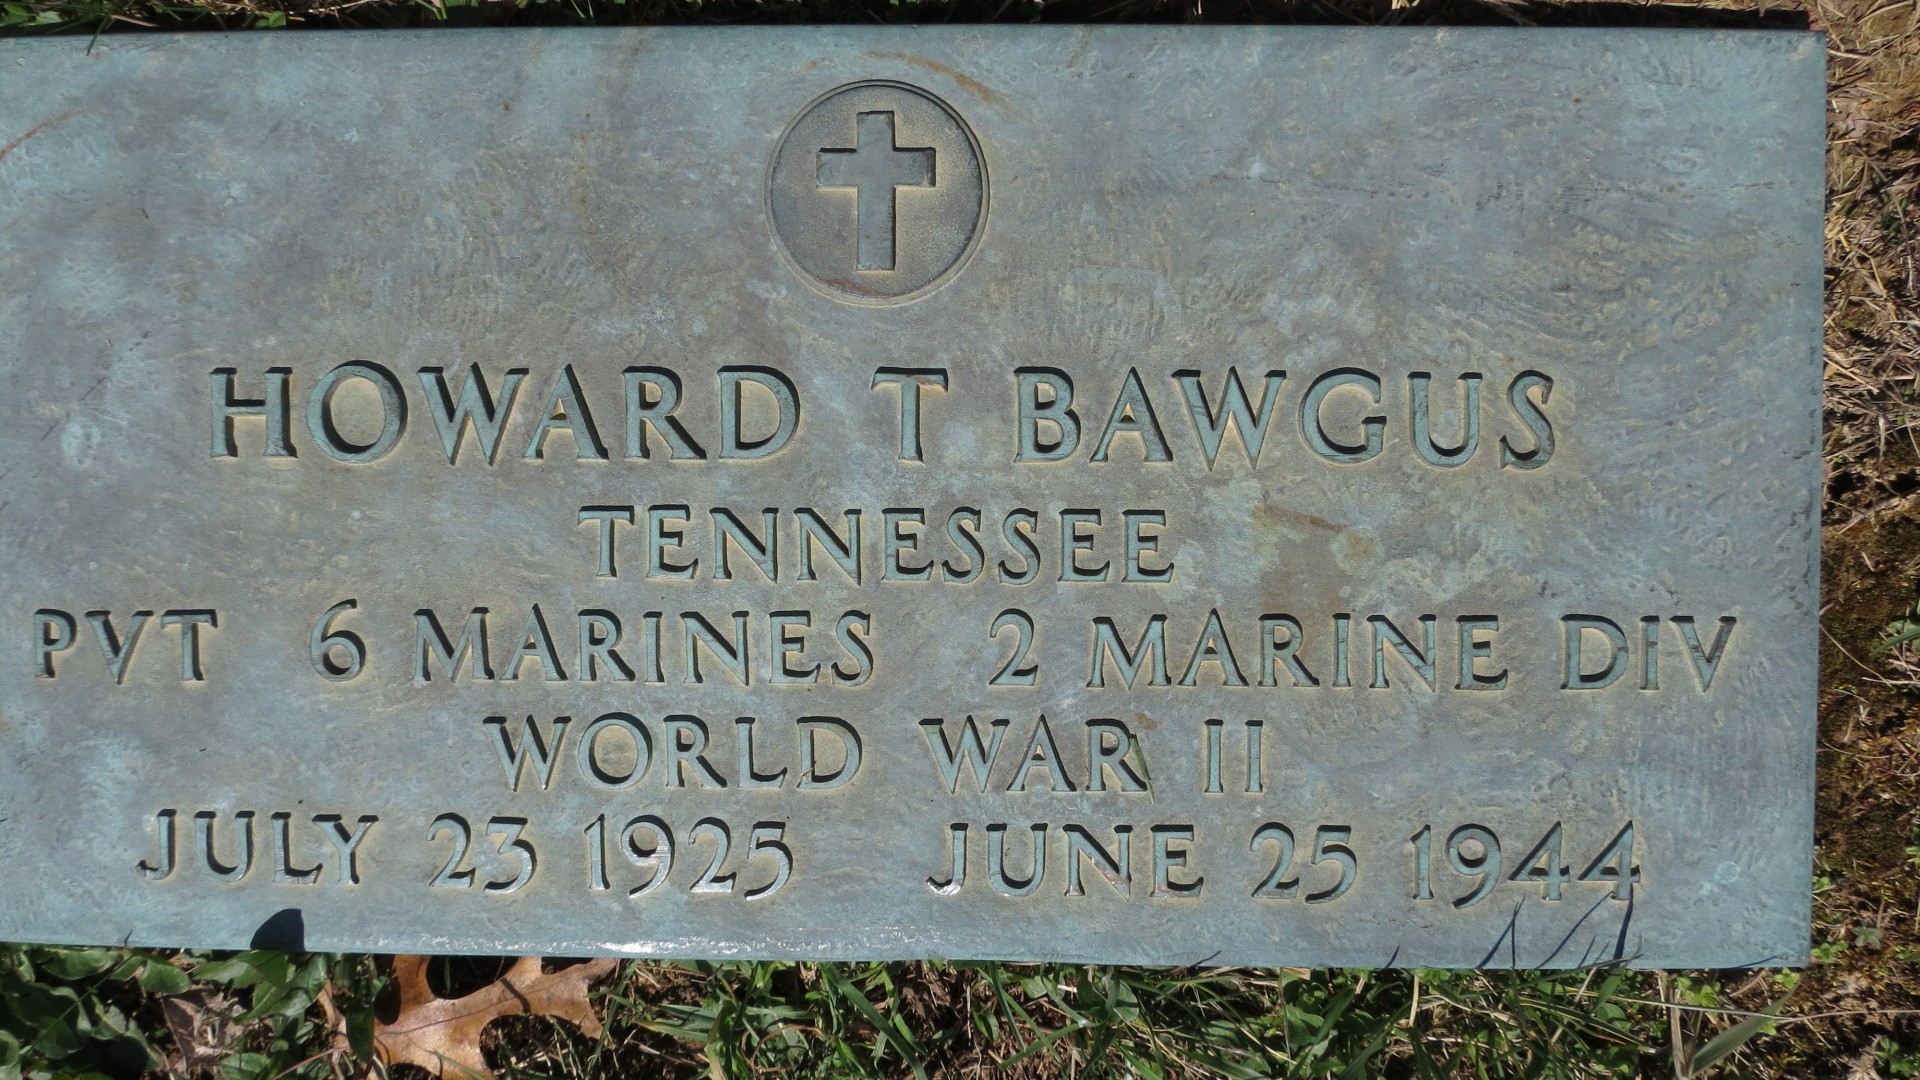 HOWARD T BAWGUS
TENNESSEE
PVT 6 MARINES 2 MARINE DIV
WORLD WAR II
JULY 23 1925 JUNE 25 1944